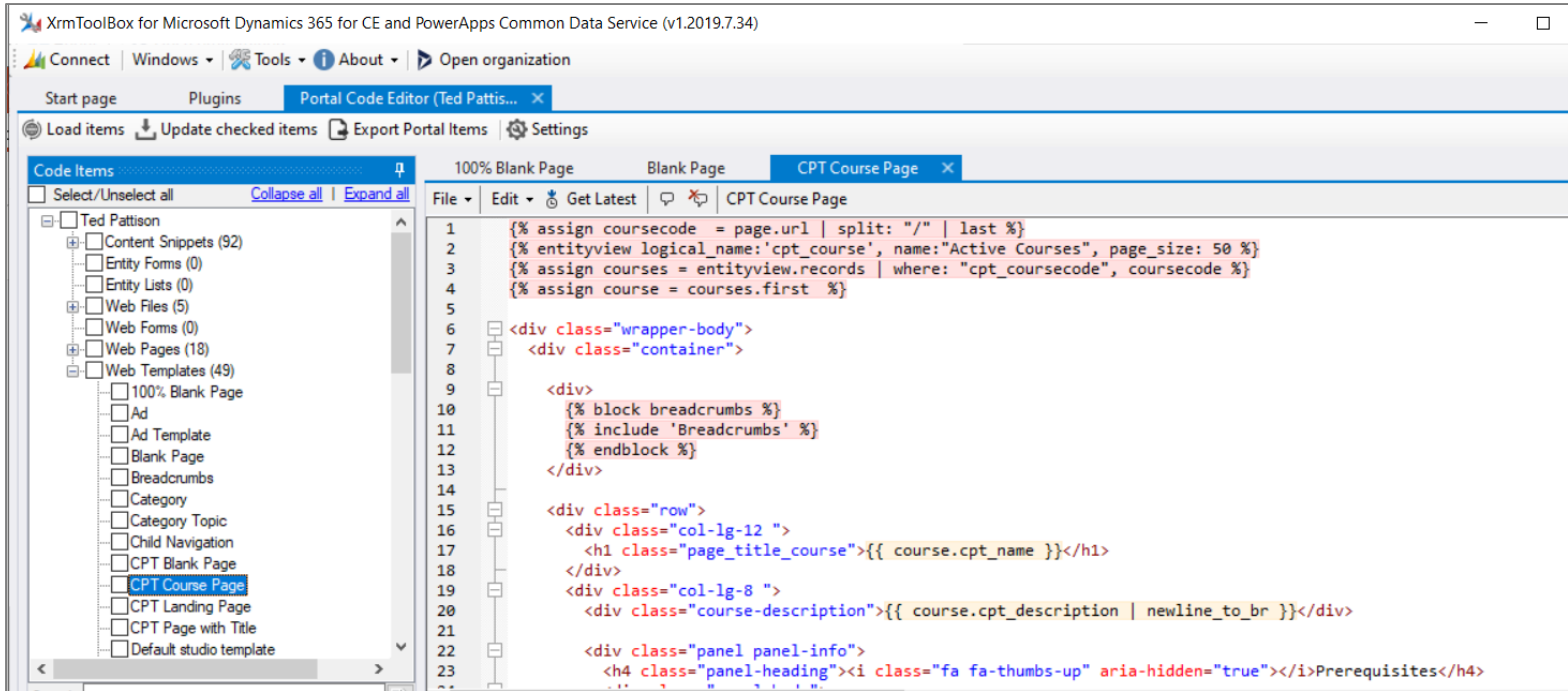 XrmToolBox for Microsoft Dynamics 365 for CE and PowerApps Common Data Service (v1.2019.7.34)
Connect Windows Tools About Open organization
Start page Plugins Portal Code Editor (Ted Pattis...
Load items Update checked items Export Portal Items Settings
Code Items
Select/Unselect all Collapse all | Expand all
Ted Pattison
Content Snippets (92)
Entity Forms (0)
Entity Lists (0)
Web Files (5)
Web Forms (0)
Web Pages (18)
Web Templates (49)
100% Blank Page
Ad
Ad Template
Blank Page
Breadcrumbs
Category
Category Topic
Child Navigation
CPT Blank Page
CPT Course Page
CPT Landing Page
CPT Page with Title
Default studio template
100% Blank Page Blank Page CPT Course Page
File Edit Get Latest CPT Course Page
1 {% assign coursecode  = page.url | split: "/" | last %}
2 {% entityview logical_name:'cpt_course', name:"Active Courses", page_size: 50 %}
3 {% assign courses = entityview.records | where: "cpt_coursecode", coursecode %}
4 {% assign course = courses.first  %}
5
6 <div class="wrapper-body">
7 <div class="container">
8
9 <div>
10 {% block breadcrumbs %}
11 {% include 'Breadcrumbs' %}
12 {% endblock %}
13 </div>
14
15 <div class="row">
16 <div class="col-lg-12 ">
17 <h1 class="page_title_course">{{ course.cpt_name }}</h1>
18 </div>
19 <div class="col-lg-8 ">
20 <div class="course-description">{{ course.cpt_description | newline_to_br }}</div>
21
22 <div class="panel panel-info">
23 <h4 class="panel-heading"><i class="fa fa-thumbs-up" aria-hidden="true"></i>Prerequisites</h4>